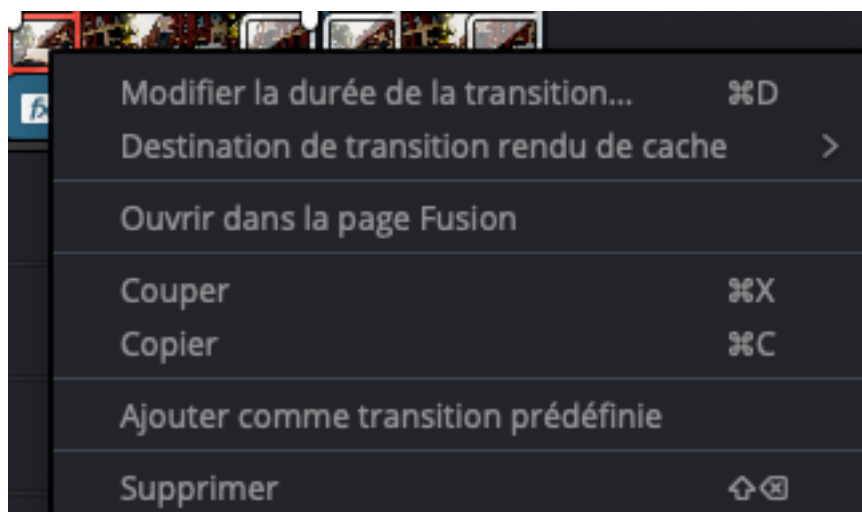 fx
Modifier la durée de la transition... ⌘D
Destination de transition rendu de cache >
Ouvrir dans la page Fusion
Couper ⌘X
Copier ⌘C
Ajouter comme transition prédéfinie
Supprimer ⇧⌫